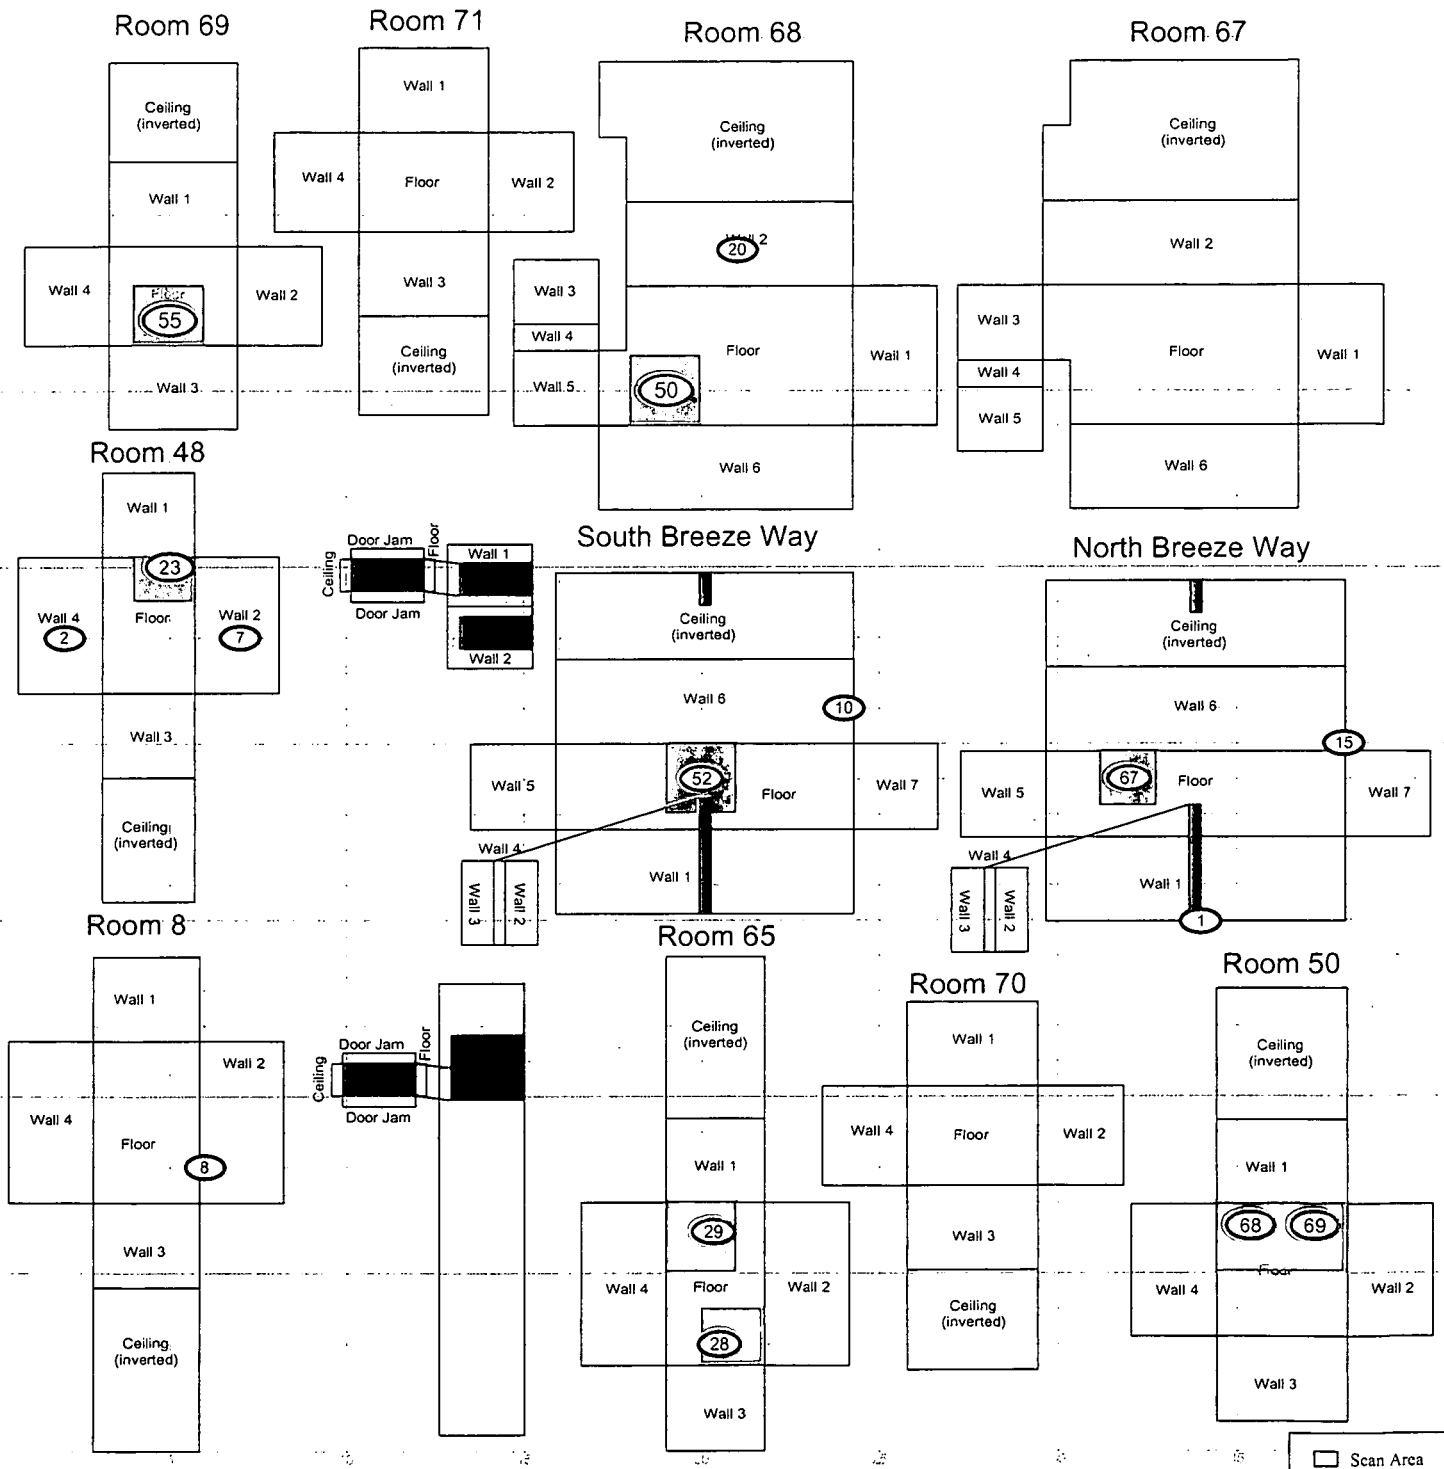 Room 69
Room 71
Room 68
Room 67
Ceiling
(inverted)
Wall 1
Wall 4
Floor
55
Wall 2
Wall 3
Wall 1
Wall 4
Floor
Wall 2
Wall 3
Ceiling
(inverted)
Ceiling
(inverted)
Wall 2
20
Wall 3
Wall 4
Wall 5
Floor
50
Wall 1
Wall 6
Ceiling
(inverted)
Wall 2
Wall 3
Wall 4
Wall 5
Floor
Wall 1
Wall 6
Room 48
South Breeze Way
North Breeze Way
Wall 1
23
Wall 4
2
Floor
Wall 2
7
Wall 3
Ceiling
(inverted)
Door Jam
Ceiling
Floor
Door Jam
Wall 1
Wall 2
Ceiling
(inverted)
Wall 6
10
Wall 5
52
Floor
Wall 7
Wall 4
Wall 3
Wall 2
Wall 1
Ceiling
(inverted)
Wall 6
15
Wall 5
67
Floor
Wall 7
Wall 4
Wall 3
Wall 2
Wall 1
1
Room 8
Room 65
Room 70
Room 50
Wall 1
Wall 2
Wall 4
Floor
8
Wall 3
Ceiling
(inverted)
Door Jam
Ceiling
Floor
Door Jam
Ceiling
(inverted)
Wall 1
29
Wall 4
Floor
Wall 2
28
Wall 3
Wall 1
Wall 4
Floor
Wall 2
Wall 3
Ceiling
(inverted)
Ceiling
(inverted)
Wall 1
68
69
Floor
Wall 4
Wall 2
Wall 3
Scan Area